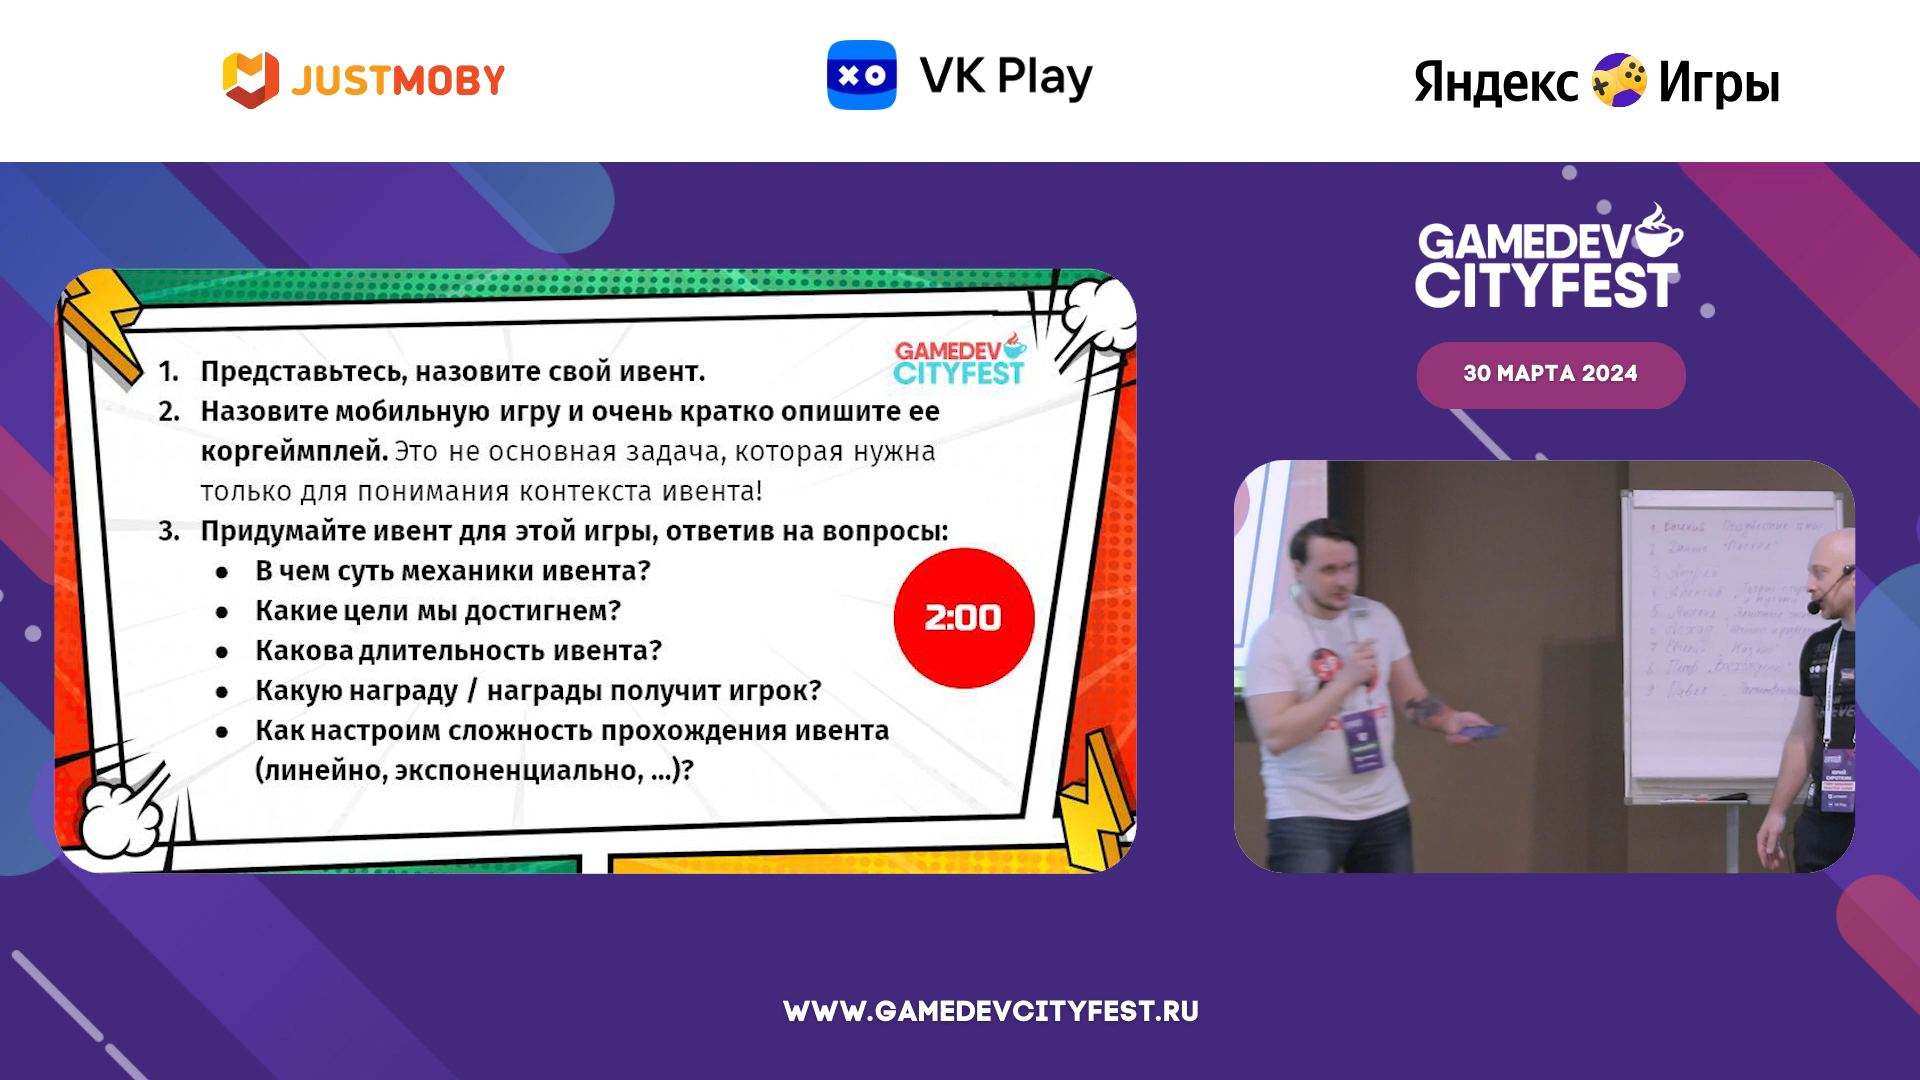 JUSTMOBY
VK Play
Яндекс Игры
GAMEDEV
CITYFEST
30 МАРТА 2024
GAMEDEV
CITYFEST
1. Представьтесь, назовите свой ивент.
2. Назовите мобильную игру и очень кратко опишите ее
коргеймплей. Это не основная задача, которая нужна
только для понимания контекста ивента!
3. Придумайте ивент для этой игры, ответив на вопросы:
● В чем суть механики ивента?
● Какие цели мы достигнем?
● Какова длительность ивента?
● Какую награду / награды получит игрок?
● Как настроим сложность прохождения ивента
(линейно, экспоненциально, ...)?
2:00
WWW.GAMEDEVCITYFEST.RU